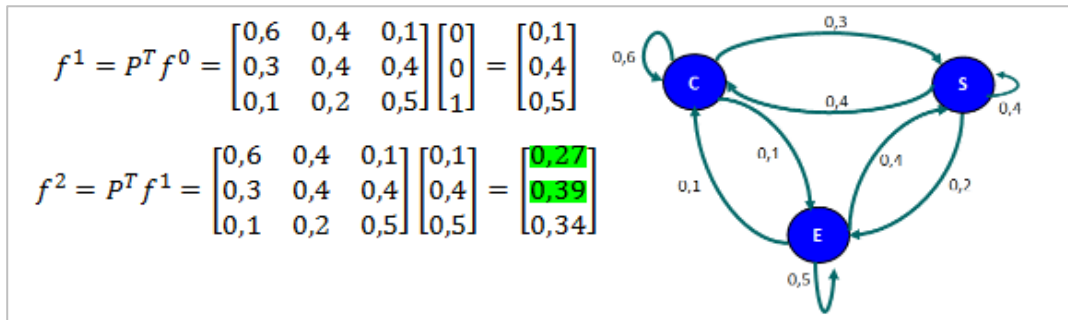 f¹ = Pᵀf⁰ = [0,6 0,4 0,1; 0,3 0,4 0,4; 0,1 0,2 0,5] [0; 0; 1] = [0,1; 0,4; 0,5]
f² = Pᵀf¹ = [0,6 0,4 0,1; 0,3 0,4 0,4; 0,1 0,2 0,5] [0,1; 0,4; 0,5] = [0,27; 0,39; 0,34]
0,3
0,6
C
S
0,4
0,4
0,1
0,4
0,1
0,2
E
0,5